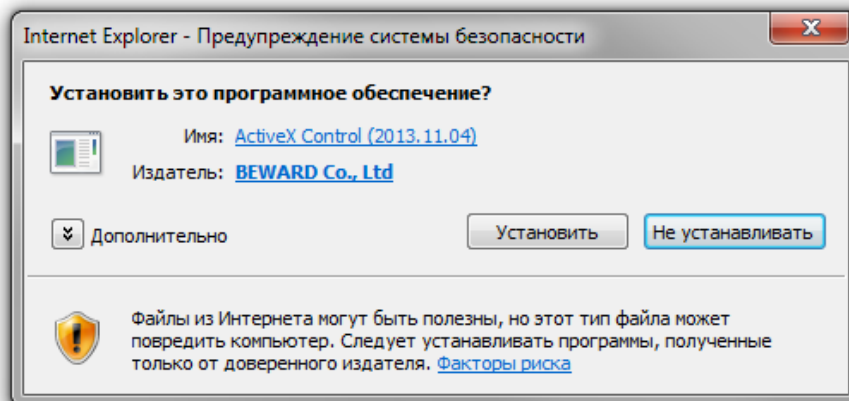 Internet Explorer - Предупреждение системы безопасности
Установить это программное обеспечение?
Имя: ActiveX Control (2013.11.04)
Издатель: BEWARD Co., Ltd
Дополнительно
Установить
Не устанавливать
Файлы из Интернета могут быть полезны, но этот тип файла может
повредить компьютер. Следует устанавливать программы, полученные
только от доверенного издателя. Факторы риска